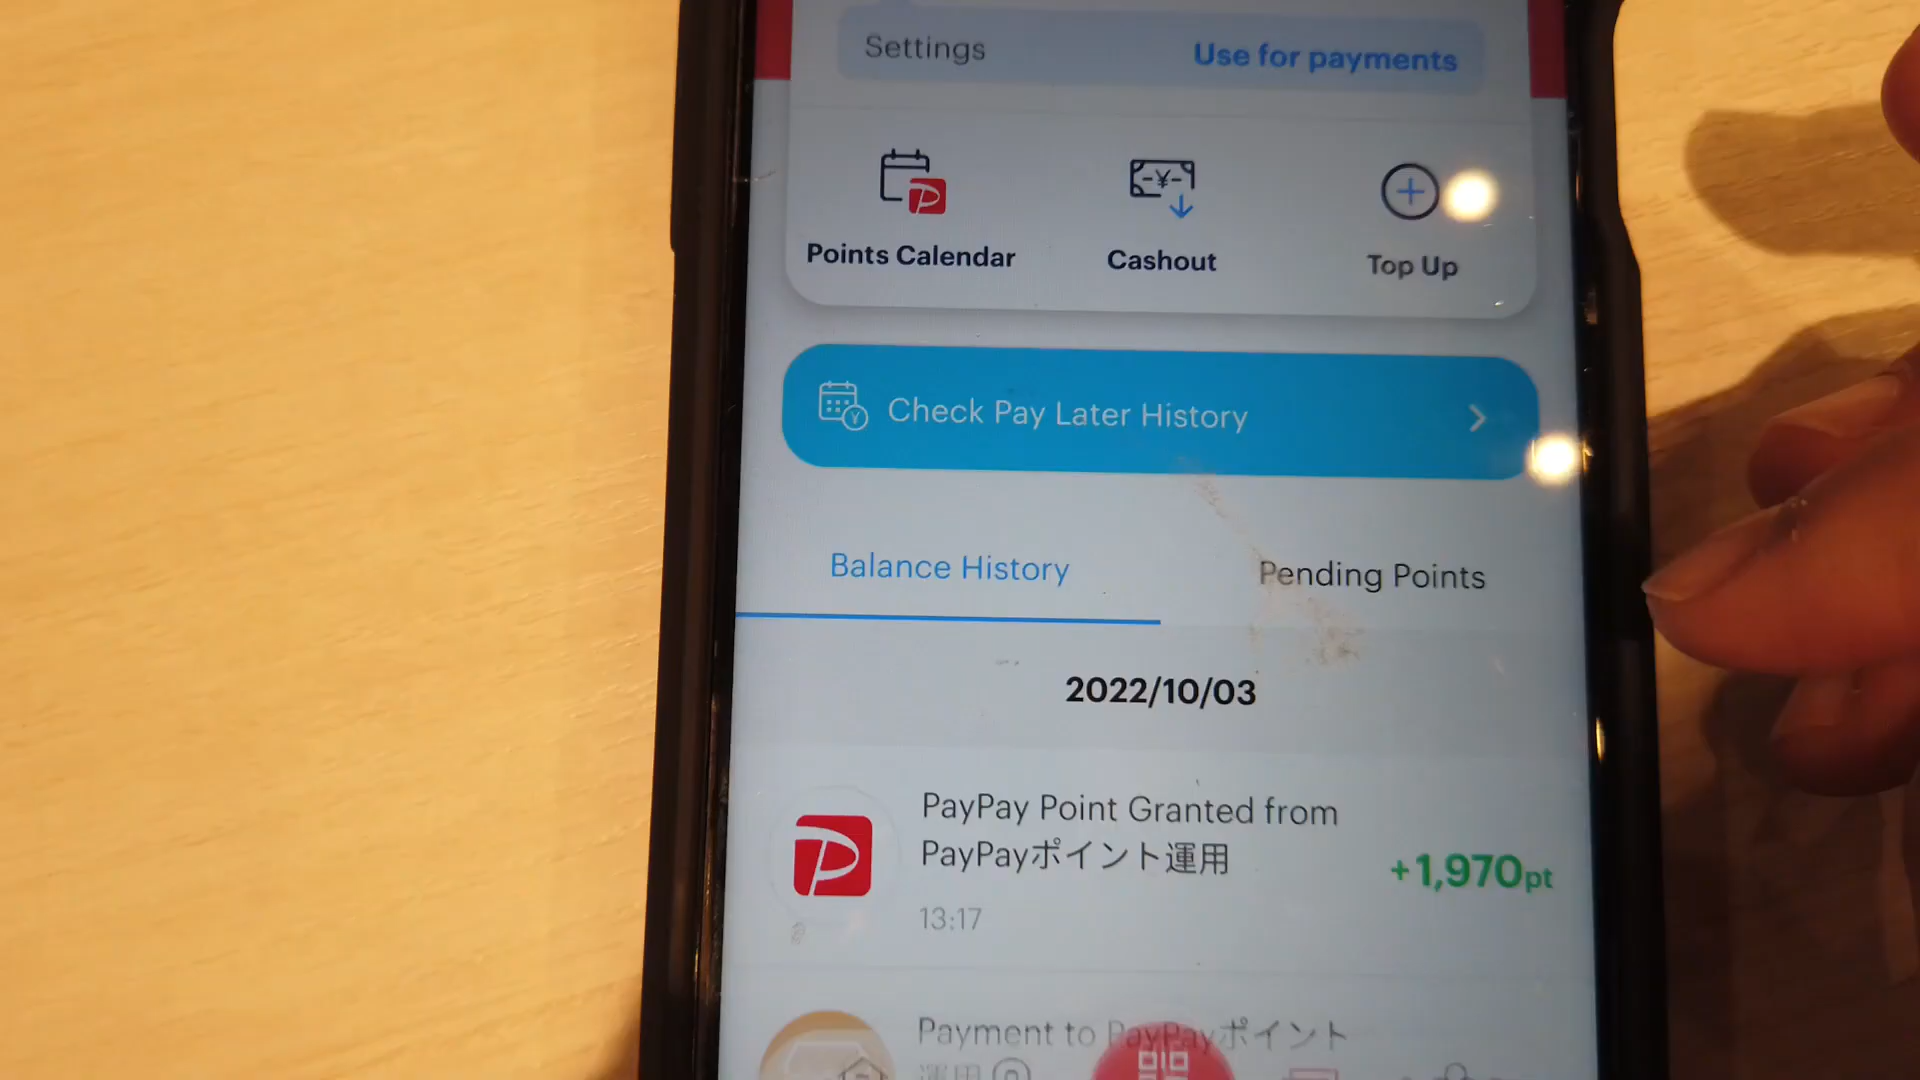 Settings
Use for payments
Points Calendar
Cashout
Top Up
Check Pay Later History
Balance History
Pending Points
2022/10/03
PayPay Point Granted from
PayPayポイント運用
+1,970pt
13:17
Payment to PayPayポイント
運用